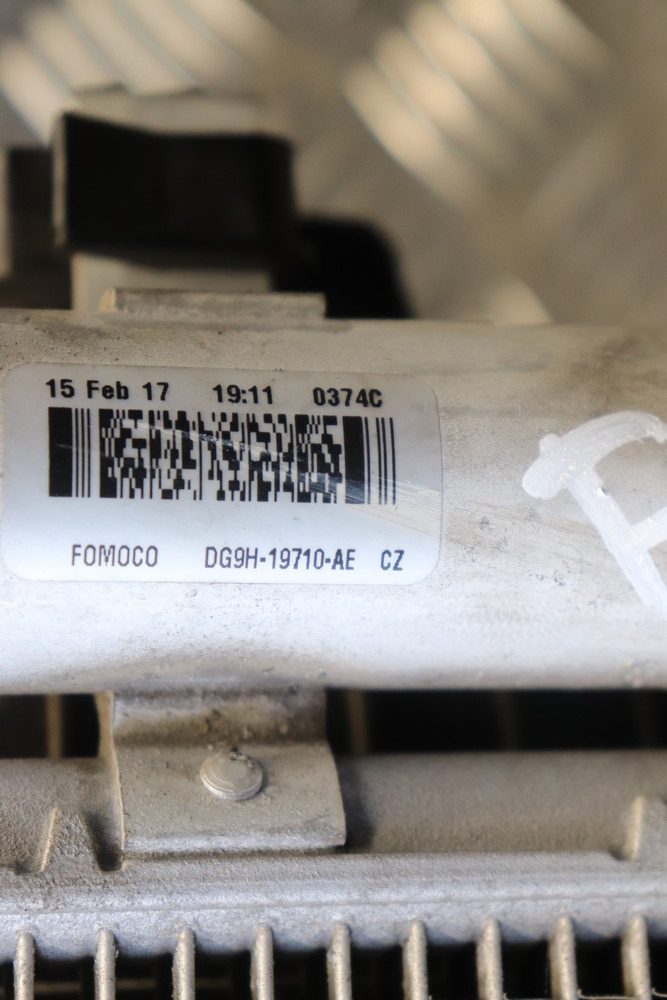 15 Feb 17 19:11 0374C
FOMOCO DG9H-19710-AE CZ